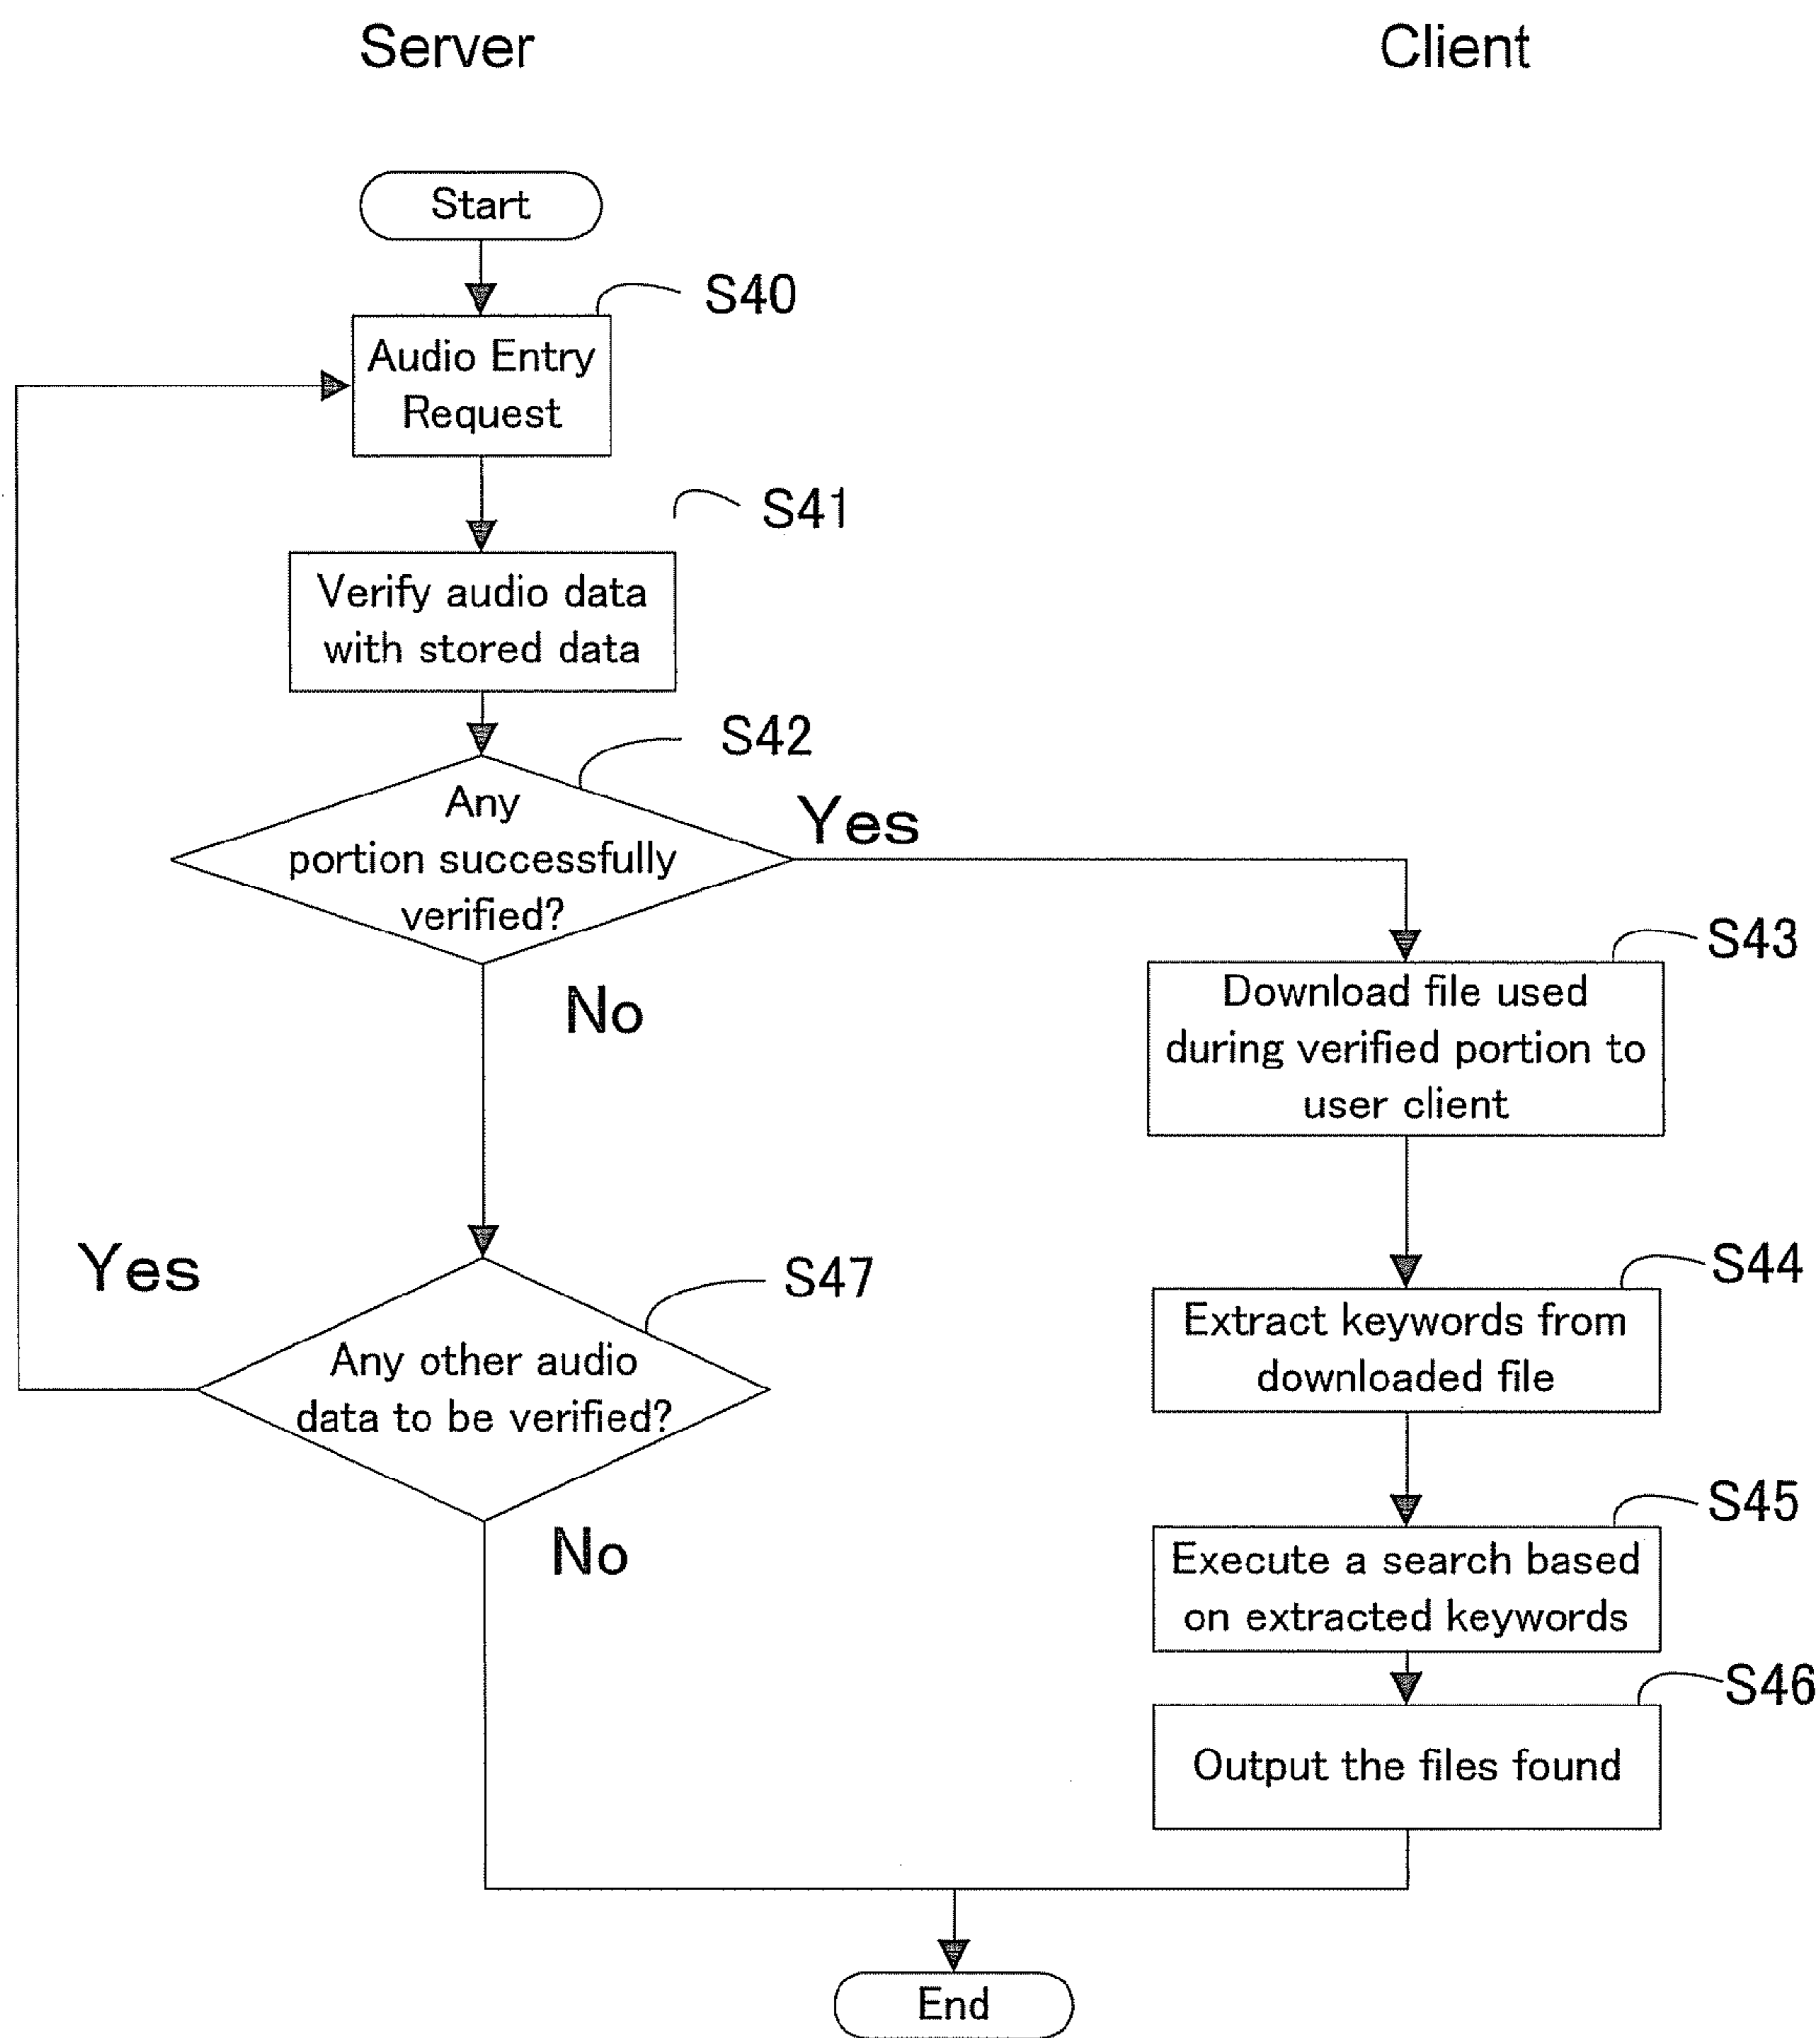 Server
Client
Start
S40
Audio Entry
Request
S41
Verify audio data
with stored data
S42
Any
portion successfully
verified?
Yes
No
S43
Download file used
during verified portion to
user client
S44
Extract keywords from
downloaded file
Yes
S47
Any other audio
data to be verified?
No
S45
Execute a search based
on extracted keywords
S46
Output the files found
End